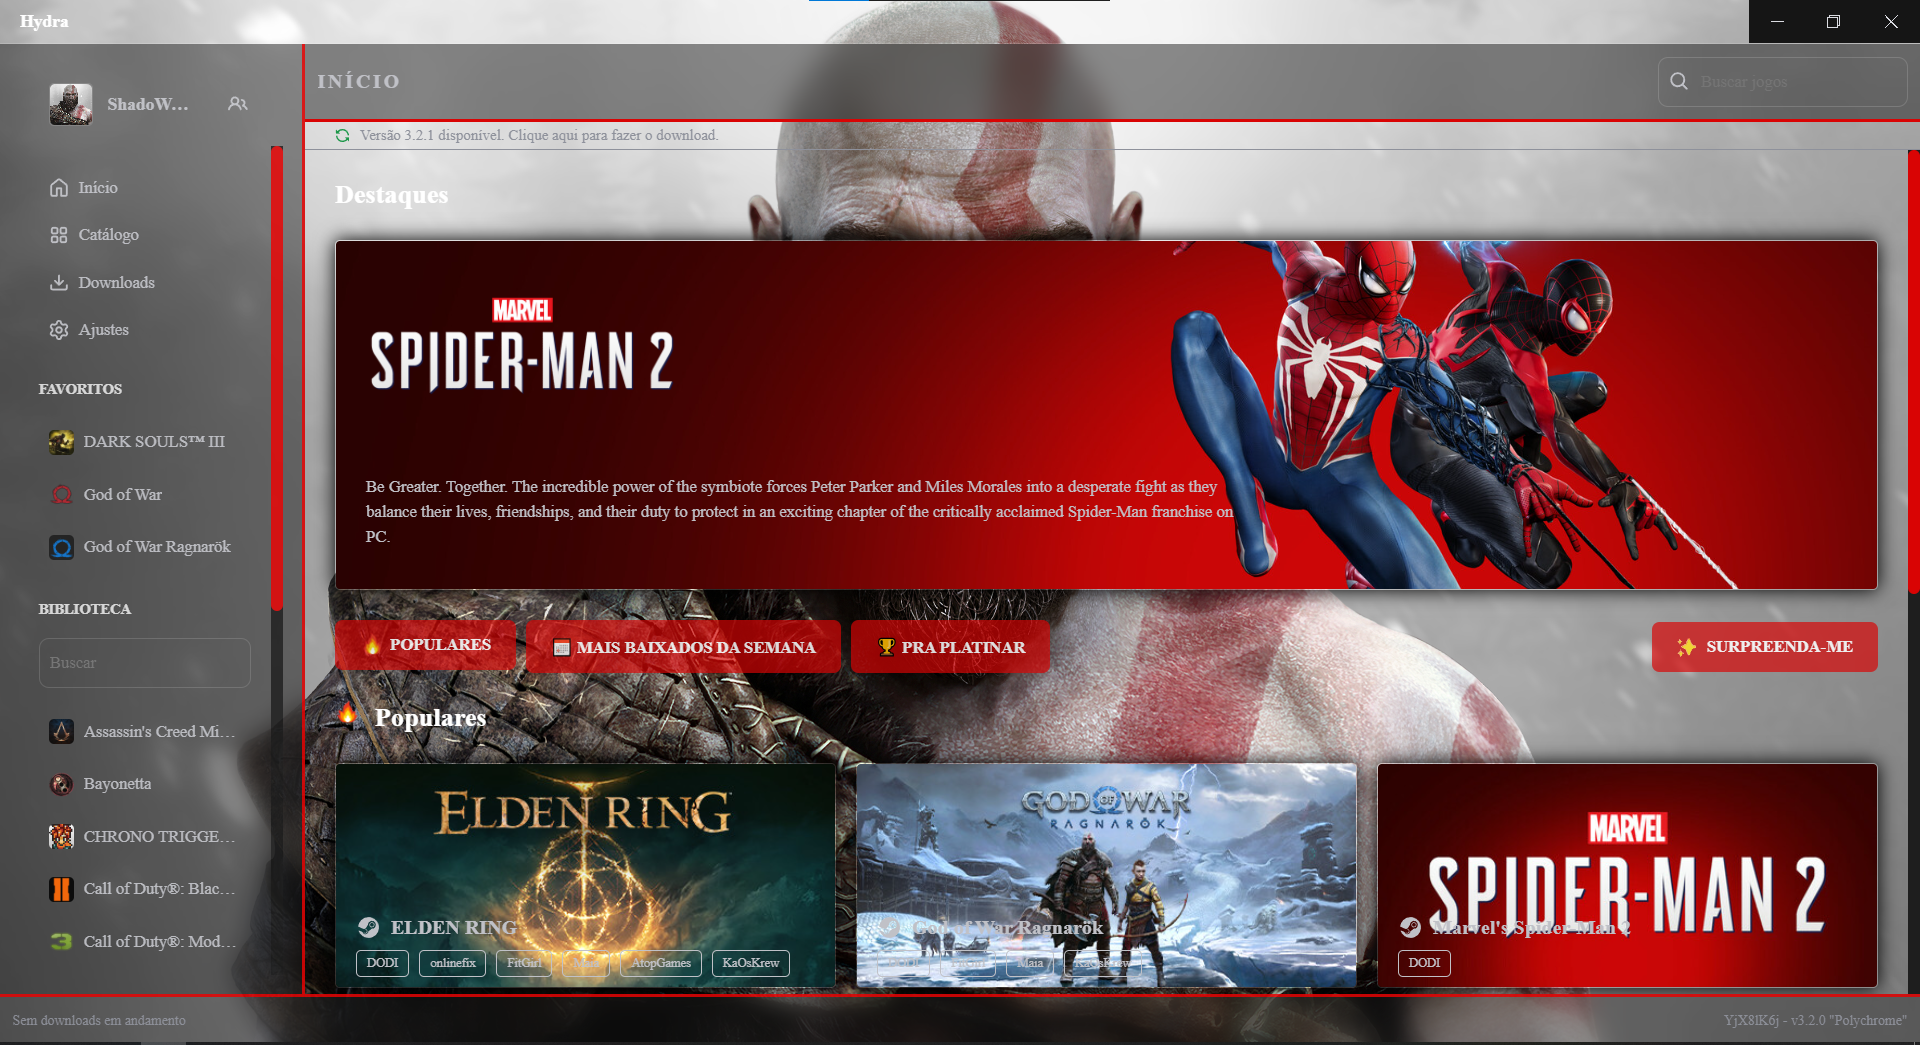 Hydra
ShadoW...
INÍCIO
Buscar jogos
Versão 3.2.1 disponível. Clique aqui para fazer o download.
Início
Catálogo
Downloads
Ajustes
FAVORITOS
DARK SOULS™ III
God of War
God of War Ragnarök
BIBLIOTECA
Buscar
Assassin's Creed Mi...
Bayonetta
CHRONO TRIGGE...
Call of Duty®: Blac...
Call of Duty®: Mod...
Destaques
MARVEL
SPIDER-MAN 2
Be Greater. Together. The incredible power of the symbiote forces Peter Parker and Miles Morales into a desperate fight as they
balance their lives, friendships, and their duty to protect in an exciting chapter of the critically acclaimed Spider-Man franchise on
PC.
POPULARES
MAIS BAIXADOS DA SEMANA
PRA PLATINAR
SURPREENDA-ME
Populares
ELDEN RING
ELDEN RING
DODI
onlinefix
FitGirl
AtopGames
KaOsKrew
GOD OF WAR
RAGNARÖK
God of War Ragnarök
Maia
KaOsKrew
MARVEL
SPIDER-MAN 2
Marvel's Spider-Man 2
DODI
Sem downloads em andamento
YjX8lK6j - v3.2.0 "Polychrome"